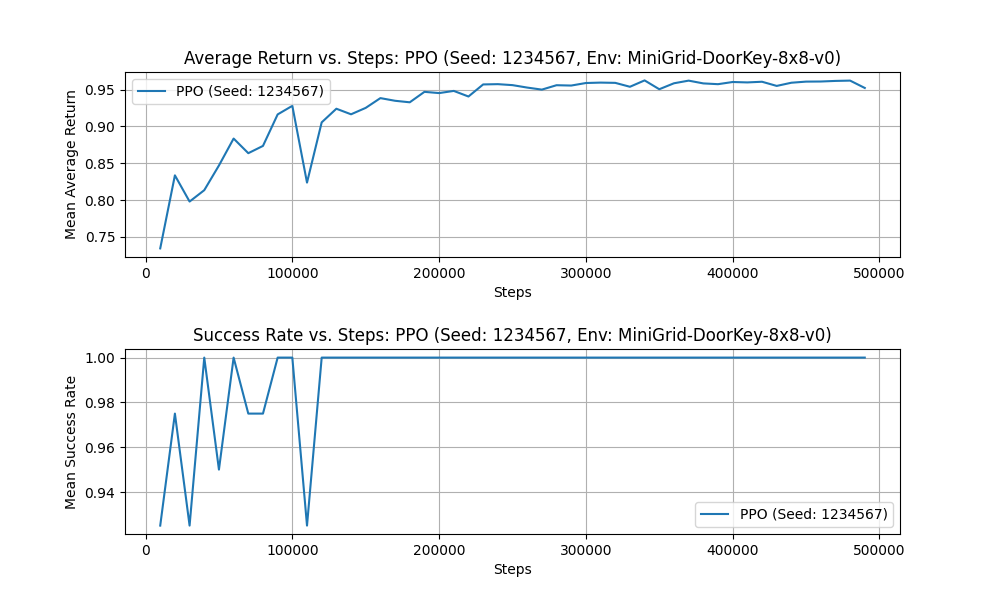 Average Return vs. Steps: PPO (Seed: 1234567, Env: MiniGrid-DoorKey-8x8-v0)
PPO (Seed: 1234567)
Mean Average Return
0.95
0.90
0.85
0.80
0.75
0
100000
200000
300000
400000
500000
Steps
Success Rate vs. Steps: PPO (Seed: 1234567, Env: MiniGrid-DoorKey-8x8-v0)
Mean Success Rate
1.00
0.98
0.96
0.94
PPO (Seed: 1234567)
0
100000
200000
300000
400000
500000
Steps